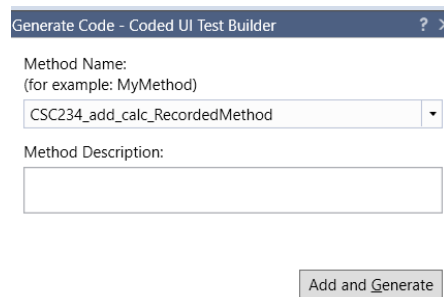 Generate Code - Coded UI Test Builder ?
Method Name:
(for example: MyMethod)
CSC234_add_calc_RecordedMethod
Method Description:
Add and Generate